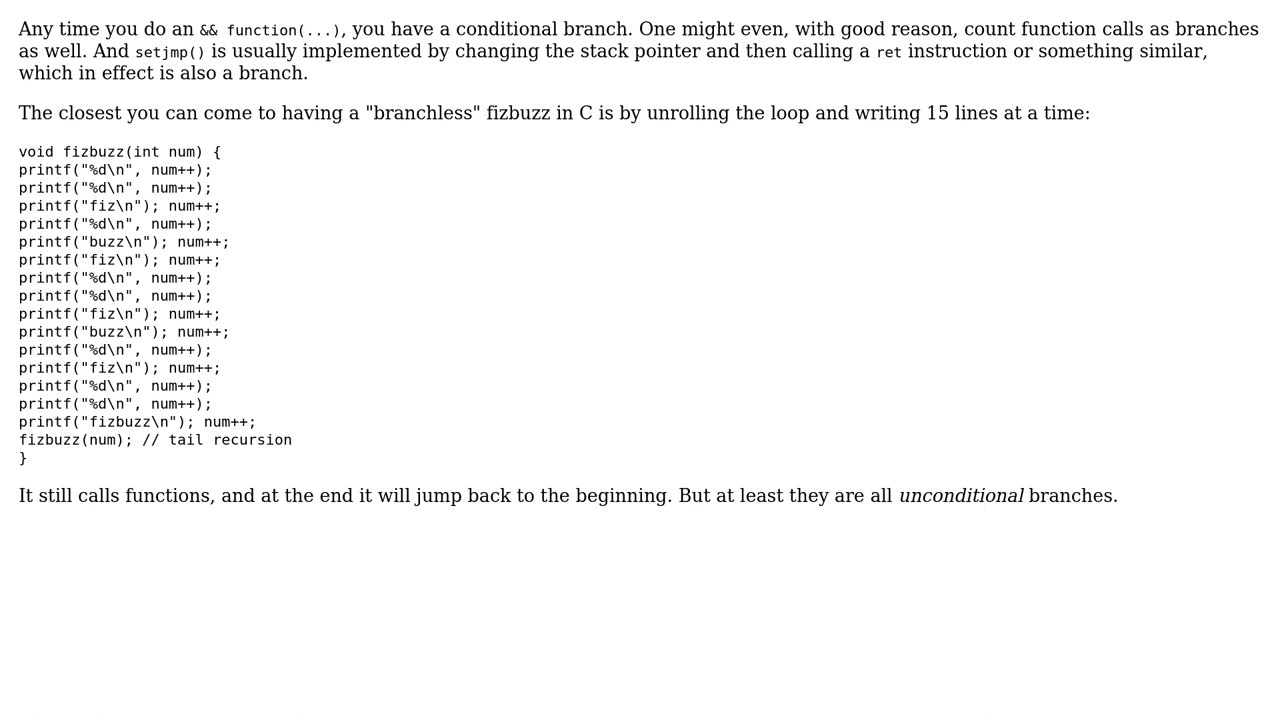 Any time you do an && function(...), you have a conditional branch. One might even, with good reason, count function calls as branches
as well. And setjmp() is usually implemented by changing the stack pointer and then calling a ret instruction or something similar,
which in effect is also a branch.
The closest you can come to having a "branchless" fizbuzz in C is by unrolling the loop and writing 15 lines at a time:
void fizbuzz(int num) {
printf("%d\n", num++);
printf("%d\n", num++);
printf("fiz\n"); num++;
printf("%d\n", num++);
printf("buzz\n"); num++;
printf("fiz\n"); num++;
printf("%d\n", num++);
printf("%d\n", num++);
printf("fiz\n"); num++;
printf("buzz\n"); num++;
printf("%d\n", num++);
printf("fiz\n"); num++;
printf("%d\n", num++);
printf("%d\n", num++);
printf("fizbuzz\n"); num++;
fizbuzz(num); // tail recursion
}
It still calls functions, and at the end it will jump back to the beginning. But at least they are all unconditional branches.